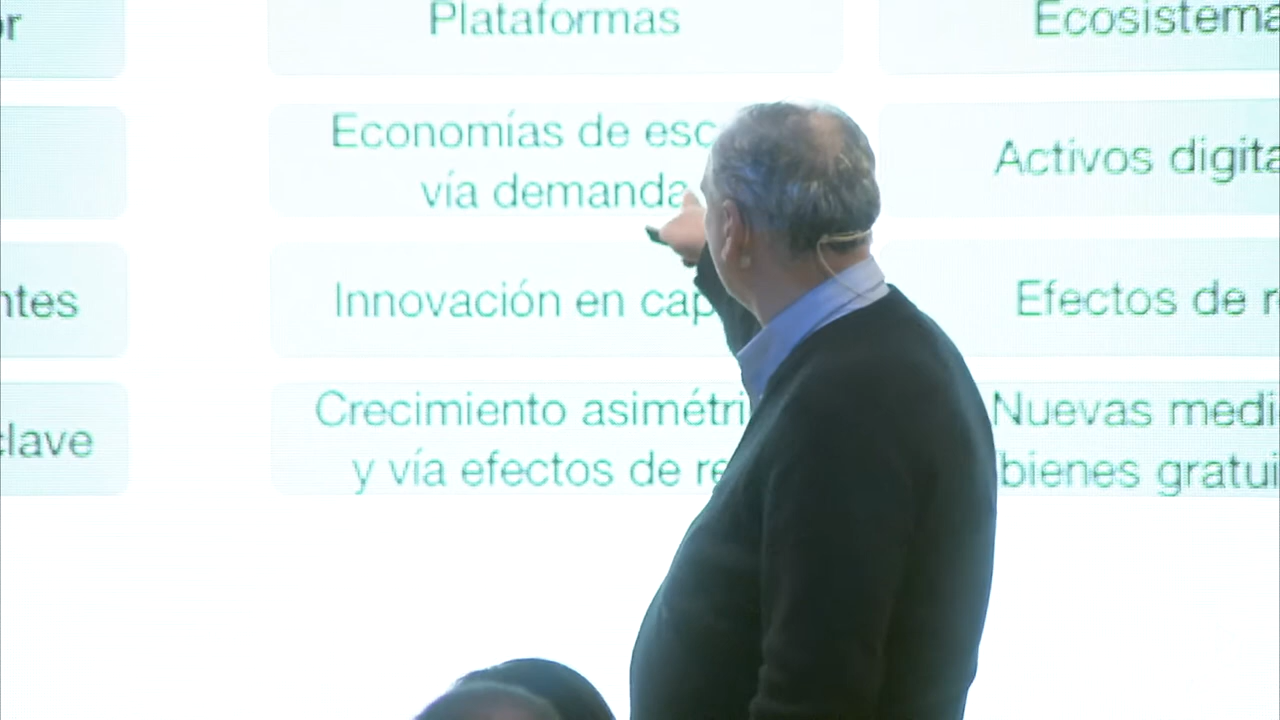 Plataformas
Economías de esc
vía demanda
Activos digita
ntes
Innovación en cap
Efectos de r
clave
Crecimiento asimétri
y vía efectos de re
Nuevas medi
bienes gratui
Ecosistema
or